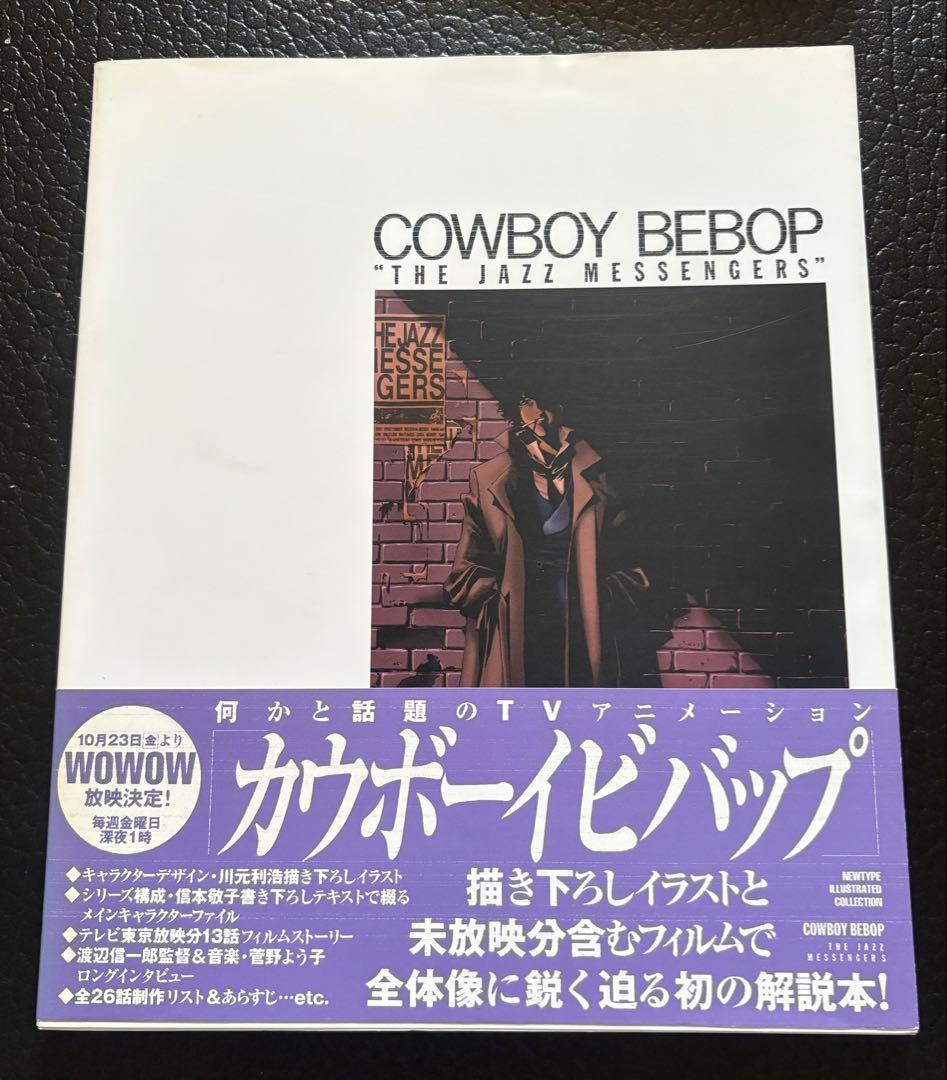 COWBOY BEBOP
"THE JAZZ MESSENGERS"
HE JAZZ
ESSE
GERS
何かと話題のTVアニメーション
「カウボーイビバップ」
10月23日(金)より
WOWOW
放映決定!
毎週金曜日
深夜1時
◆キャラクターデザイン・川元利浩描き下ろしイラスト
◆シリーズ構成・信本敬子書き下ろしテキストで綴る
メインキャラクターファイル
◆テレビ東京放映分13話フィルムストーリー
◆渡辺信一郎監督&音楽・菅野よう子
ロングインタビュー
◆全26話制作リスト&あらすじ…etc.
描き下ろしイラストと
未放映分含むフィルムで
全体像に鋭く迫る初の解説本!
NEWTYPE
ILLUSTRATED
COLLECTION
COWBOY BEBOP
THE JAZZ
MESSENGERS